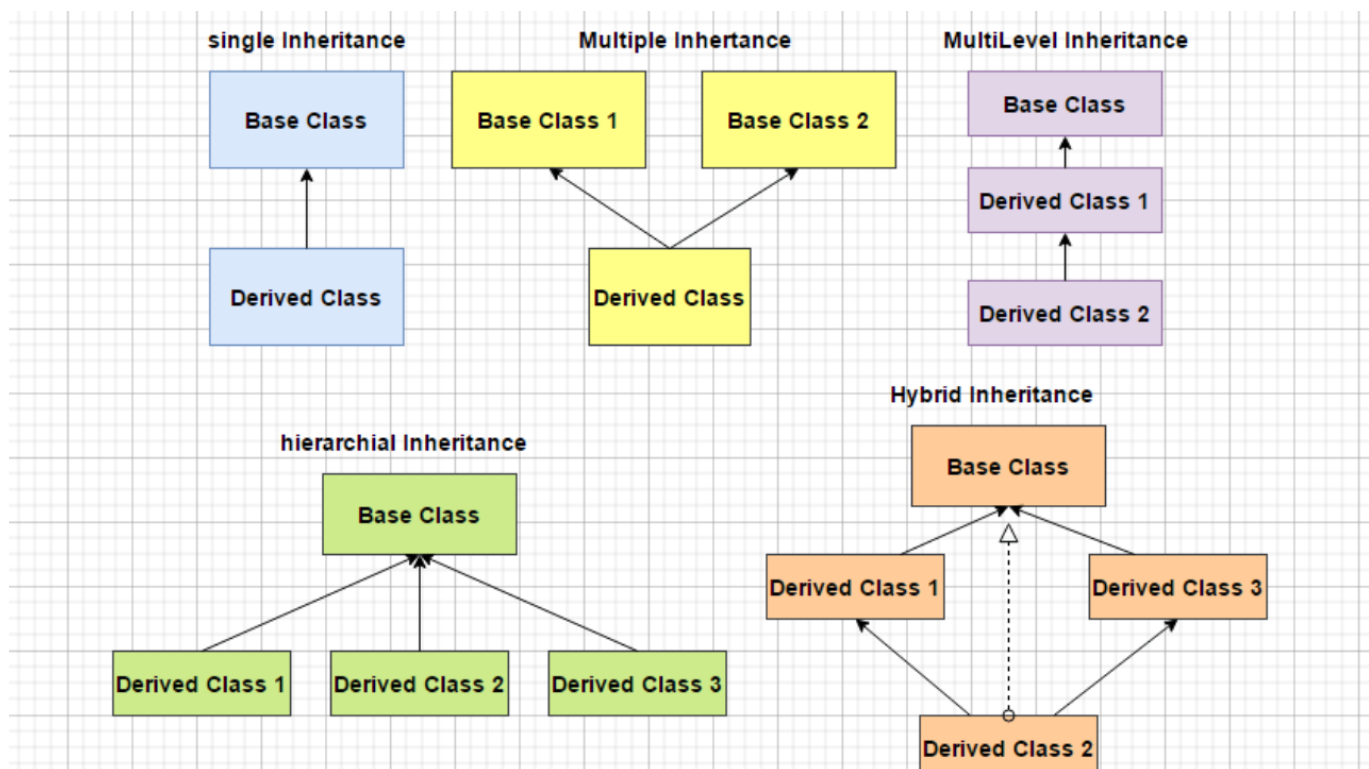 single Inheritance
Multiple Inhertance
MultiLevel Inheritance
Base Class
Base Class 1
Base Class 2
Base Class
Derived Class 1
Derived Class
Derived Class
Derived Class 2
Hybrid Inheritance
hierarchial Inheritance
Base Class
Base Class
Derived Class 1
Derived Class 3
Derived Class 1
Derived Class 2
Derived Class 3
Derived Class 2